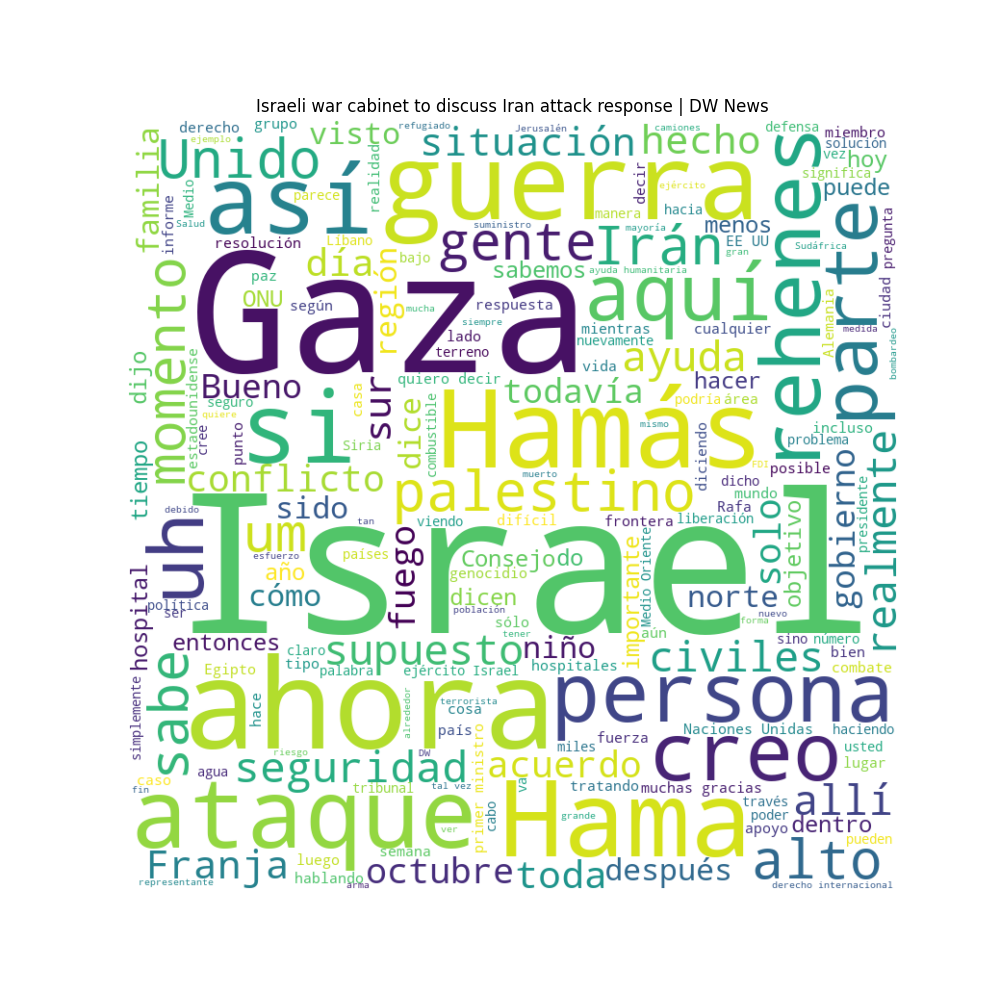 Israeli war cabinet to discuss Iran attack response | DW News
derecho
grupo
ejemplo
familia
Unido
visto
refugiado
situación
Jerusalén
hecho
camiones
defensa
miembro
solución
vez
hoy
significa
puede
informe
Medio
Salud
así
parece
realidad
guerra
decir
ejército
manera
hacia
mayoría
menos
rehenes
parte
pregunta
ciudad
resolución
Líbano
día
región
bajo
gente
suministro
Irán
EE UU
gran
Sudáfrica
sabemos
ayuda humanitaria
aquí
momento
paz
ONU
según
Gaza
mucha
respuesta
siempre
lado
terreno
mientras
nuevamente
cualquier
Alemania
medida
bombardeo
dijo
estadounidense
Bueno
seguro
quiere
cree
punto
si
casa
Siria
sur
quiero decir
dice
combustible
todavía
vida
ayuda
hacer
podría
área
mismo
Hamás
FDI
diciendo
incluso
problema
posible
tiempo
conflicto
muerto
palestino
dicho
mundo
Rafa
debido
sido
tan
viendo
difícil
frontera
liberación
solo
objetivo
gobierno
presidente
realmente
uh
um
esfuerzo
países
año
cómo
fuego
Consejo
do
genocidio
dicen
población
Israel
importante
Medio Oriente
norte
nuevo
forma
hospital
política
ser
entonces
sólo
tener
aún
sino
número
bien
claro
supuesto
niño
civiles
combate
simplemente
sabe
Egipto
tipo
palabra
ejército Israel
hospitales
hace
ahora
alrededor
terrorista
cosa
país
persona
Naciones Unidas
haciendo
riesgo
DW
primer ministro
miles
fuerza
creo
usted
lugar
caso
agua
seguridad
tribunal
tal vez
acuerdo
va
tratando
muchas gracias
fin
ataque
ver
cabo
Hama
grande
través
poder
apoyo
allí
dentro
pueden
Franja
luego
semana
hablando
representante
arma
octubre
toda
después
alto
derecho internacional